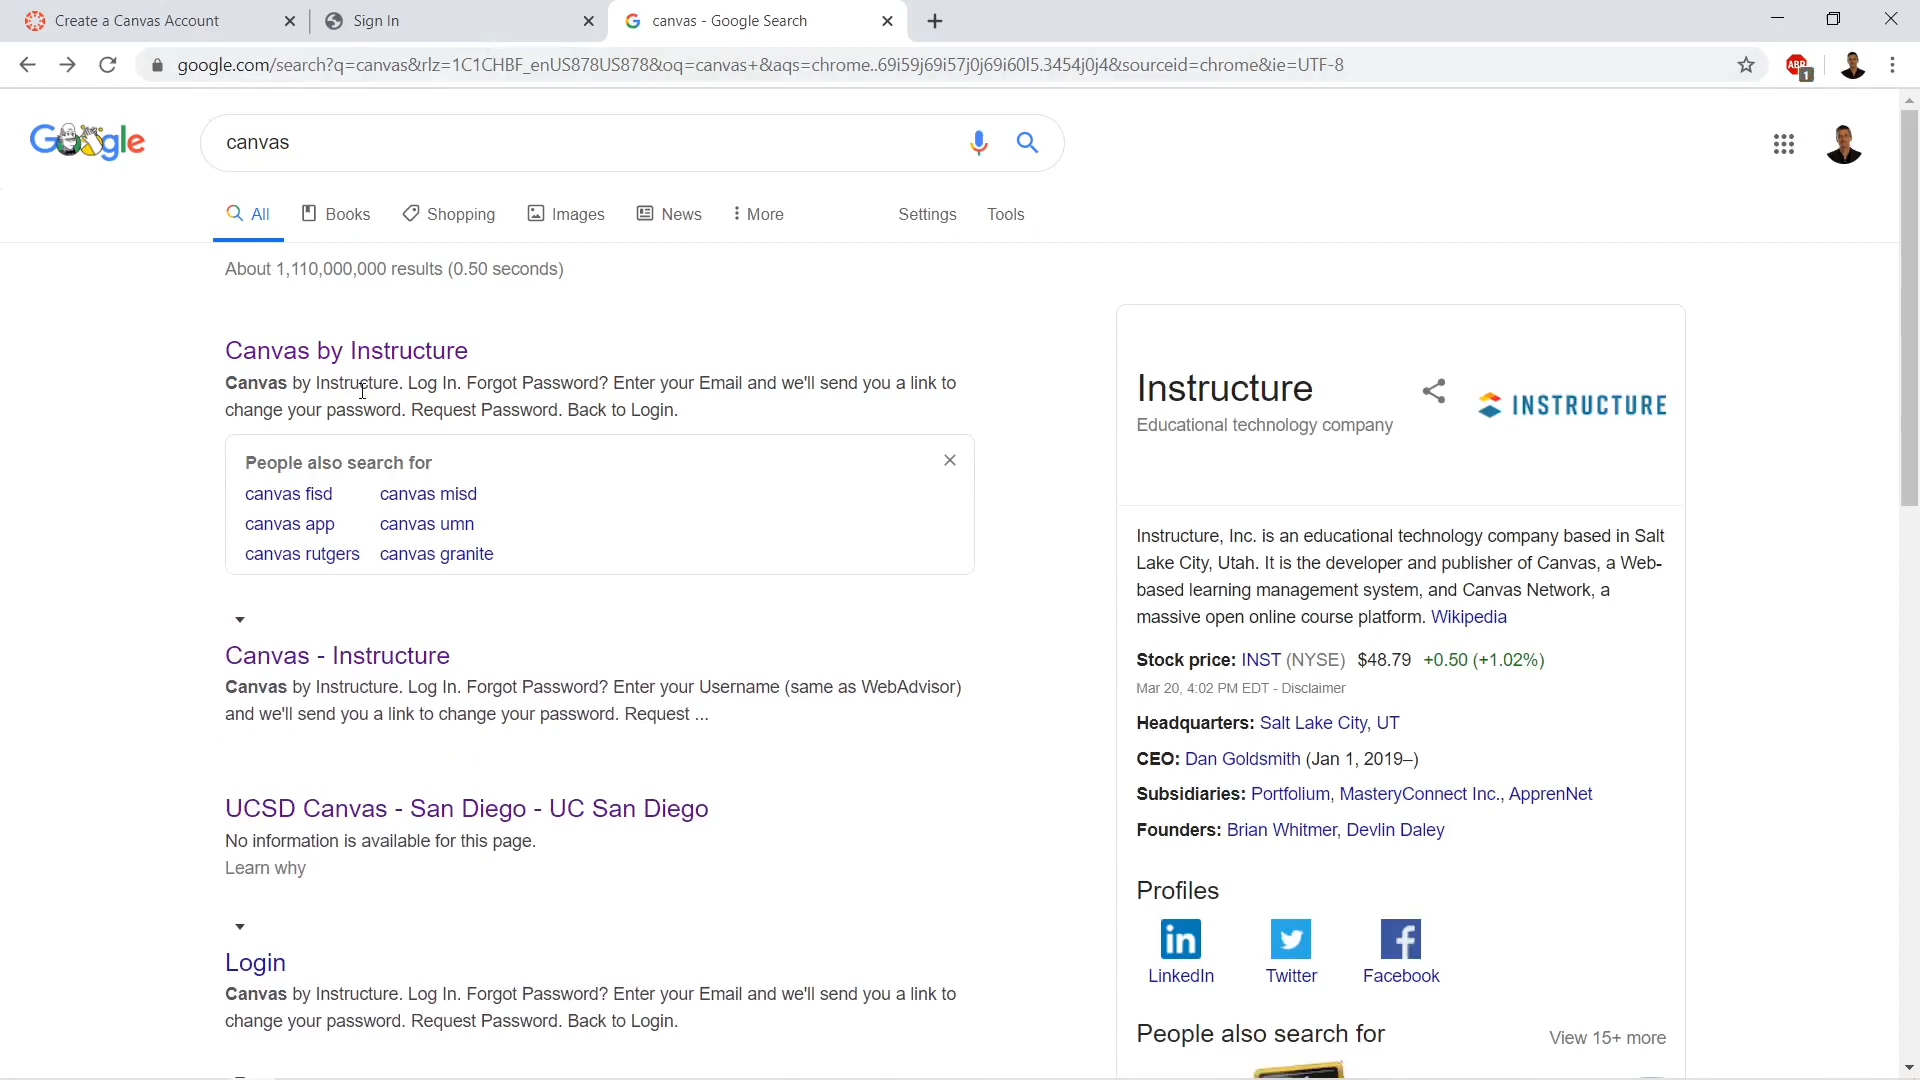 Create a Canvas Account
Sign In
canvas - Google Search
google.com/search?q=canvas&rlz=1C1CHBF_enUS878US878&oq=canvas+&aqs=chrome..69i59j69i57j0j69i60l5.3454j0j4&sourceid=chrome&ie=UTF-8
ABP
1
Google
canvas
All
Books
Shopping
Images
News
More
Settings
Tools
About 1,110,000,000 results (0.50 seconds)
Canvas by Instructure
Canvas by Instructure. Log In. Forgot Password? Enter your Email and we'll send you a link to
change your password. Request Password. Back to Login.
People also search for
canvas fisd
canvas misd
canvas app
canvas umn
canvas rutgers
canvas granite
Canvas - Instructure
Canvas by Instructure. Log In. Forgot Password? Enter your Username (same as WebAdvisor)
and we'll send you a link to change your password. Request ...
UCSD Canvas - San Diego - UC San Diego
No information is available for this page.
Learn why
Login
Canvas by Instructure. Log In. Forgot Password? Enter your Email and we'll send you a link to
change your password. Request Password. Back to Login.
Instructure
Educational technology company
INSTRUCTURE
Instructure, Inc. is an educational technology company based in Salt
Lake City, Utah. It is the developer and publisher of Canvas, a Web-
based learning management system, and Canvas Network, a
massive open online course platform. Wikipedia
Stock price: INST (NYSE) $48.79 +0.50 (+1.02%)
Mar 20, 4:02 PM EDT - Disclaimer
Headquarters: Salt Lake City, UT
CEO: Dan Goldsmith (Jan 1, 2019–)
Subsidiaries: Portfolium, MasteryConnect Inc., ApprenNet
Founders: Brian Whitmer, Devlin Daley
Profiles
LinkedIn
Twitter
Facebook
People also search for
View 15+ more